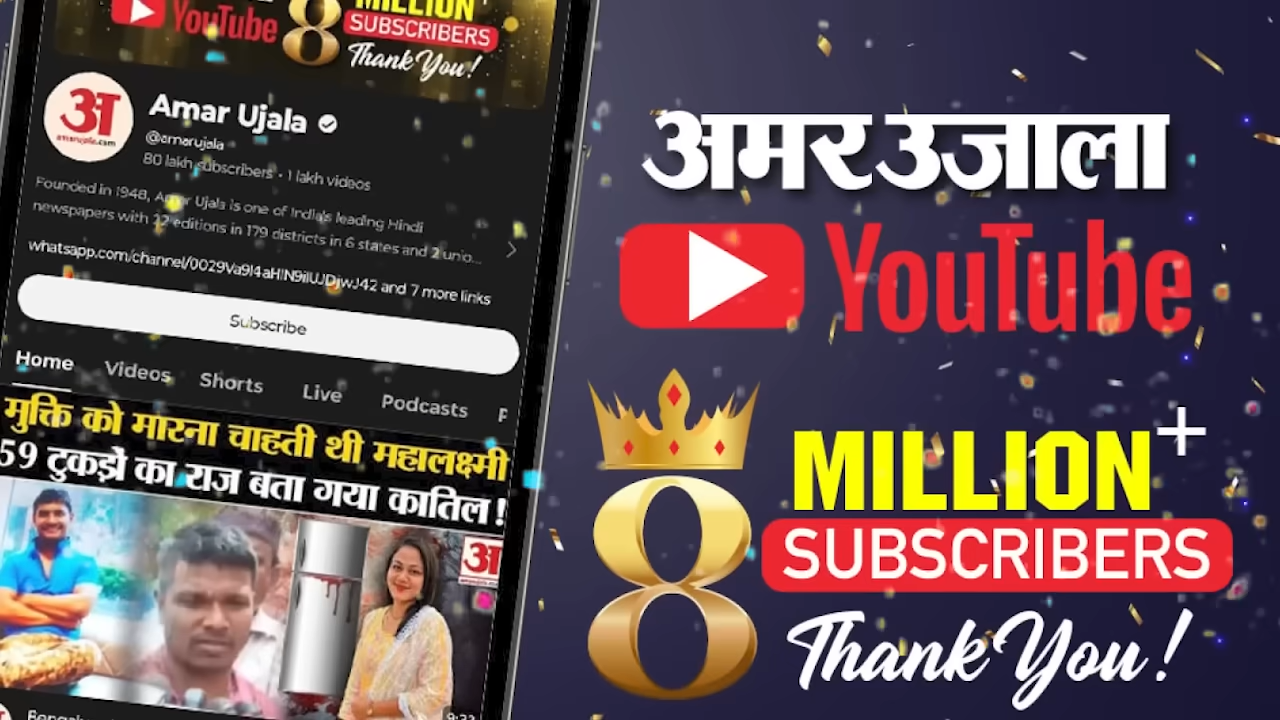 YouTube
8
MILLION
SUBSCRIBERS
Thank You!
अ
amarujala.com
Amar Ujala
@amarujala
80 lakh subscribers • 1 lakh videos
Founded in 1948, Amar Ujala is one of India's leading Hindi
newspapers with 22 editions in 179 districts in 6 states and 2 unio...
and 7 more links
Subscribe
Home Videos Shorts Live Podcasts P
मुक्ति को मारना चाहती थी महालक्ष्मी
59 टुकड़ों का राज बता गया कातिल!
अ
अमर उजाला
YouTube
8
MILLION+
SUBSCRIBERS
Thank You!